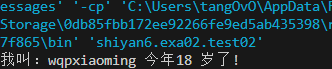 essages' '-cp' 'C:\Users\tangOvO\AppData\R
Storage\0db85fbb172ee92266fe9ed5ab435398\r
7f865\bin' 'shiyan6.exa02.test02'
我叫：wqpxiaoming 今年18 岁了！